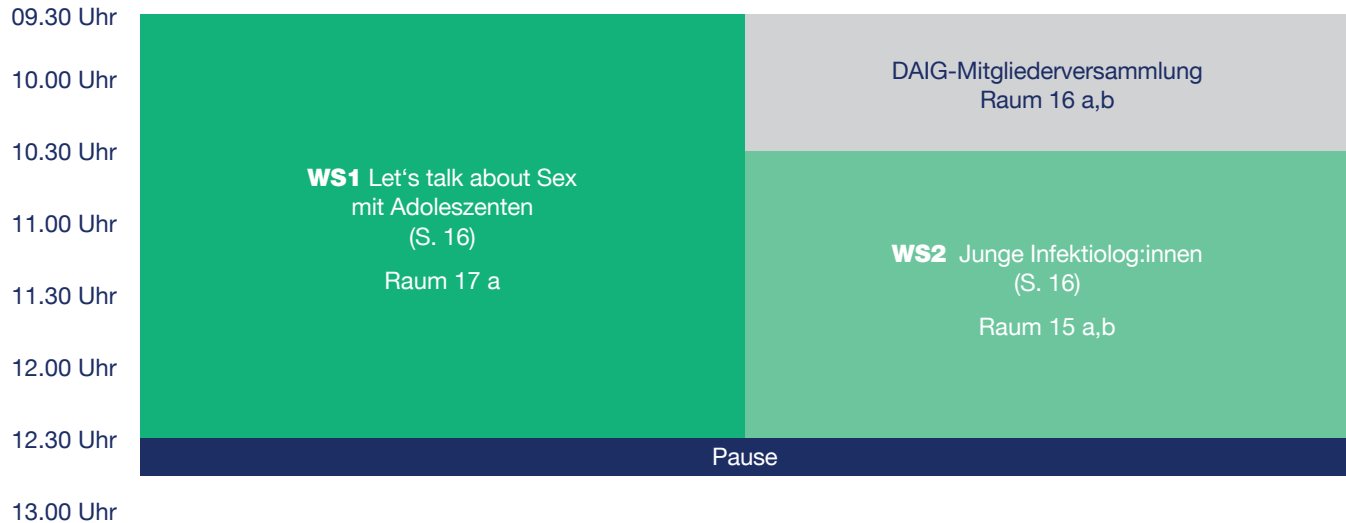 09.30 Uhr
10.00 Uhr
10.30 Uhr
11.00 Uhr
11.30 Uhr
12.00 Uhr
12.30 Uhr
13.00 Uhr
WS1 Let‘s talk about Sex
mit Adoleszenten
(S. 16)
Raum 17 a
DAIG-Mitgliederversammlung
Raum 16 a,b
WS2 Junge Infektiolog:innen
(S. 16)
Raum 15 a,b
Pause